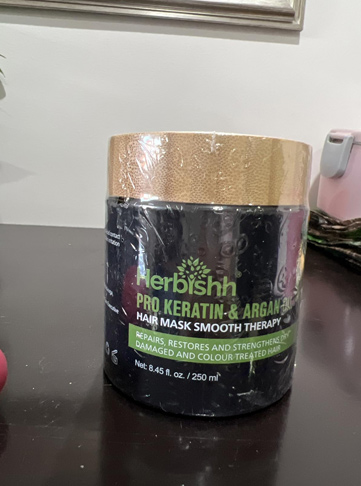 Herbishh
PRO KERATIN & ARGAN
HAIR MASK SMOOTH THERAPY
REPAIRS, RESTORES AND STRENGTHENS
DAMAGED AND COLOUR TREATED HAIR
Net: 8.45 fl. oz. / 250 ml